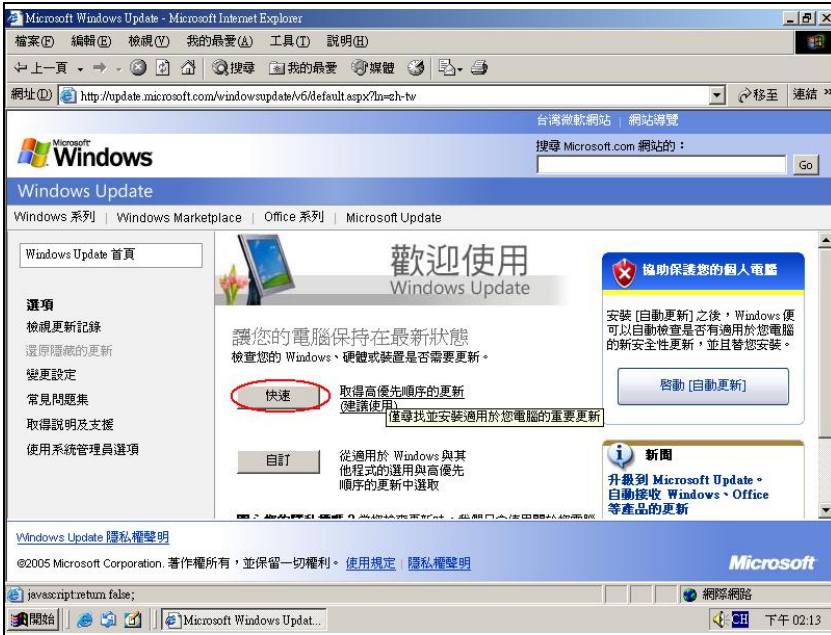 Microsoft Windows Update - Microsoft Internet Explorer
檔案(F) 編輯(E) 檢視(V) 我的最愛(A) 工具(T) 說明(H)
上一頁 搜尋 我的最愛 媒體
網址(D) http://update.microsoft.com/windowsupdate/v6/default.aspx?ln=zh-tw 移至 連結 »
台灣微軟網站 | 網站導覽
Microsoft
Windows
搜尋 Microsoft.com 網站的：
Go
Windows Update
Windows 系列 | Windows Marketplace | Office 系列 | Microsoft Update
Windows Update 首頁
選項
檢視更新記錄
還原隱藏的更新
變更設定
常見問題集
取得說明及支援
使用系統管理員選項
歡迎使用
Windows Update
讓您的電腦保持在最新狀態
檢查您的 Windows、硬體或裝置是否需要更新。
快速
取得高優先順序的更新
(建議使用)
僅尋找並安裝適用於您電腦的重要更新
自訂
從適用於 Windows 與其
他程式的選用與高優先
順序的更新中選取
協助保護您的個人電腦
安裝 [自動更新] 之後，Windows 便
可以自動檢查是否有適用於您電腦
的新安全性更新，並且替您安裝。
啟動 [自動更新]
新聞
升級到 Microsoft Update。
自動接收 Windows、Office
等產品的更新
Windows Update 隱私權聲明
©2005 Microsoft Corporation. 著作權所有，並保留一切權利。 使用規定 | 隱私權聲明
Microsoft
javascript:return false;
網際網路
開始 Microsoft Windows Updat... CH 下午 02:13